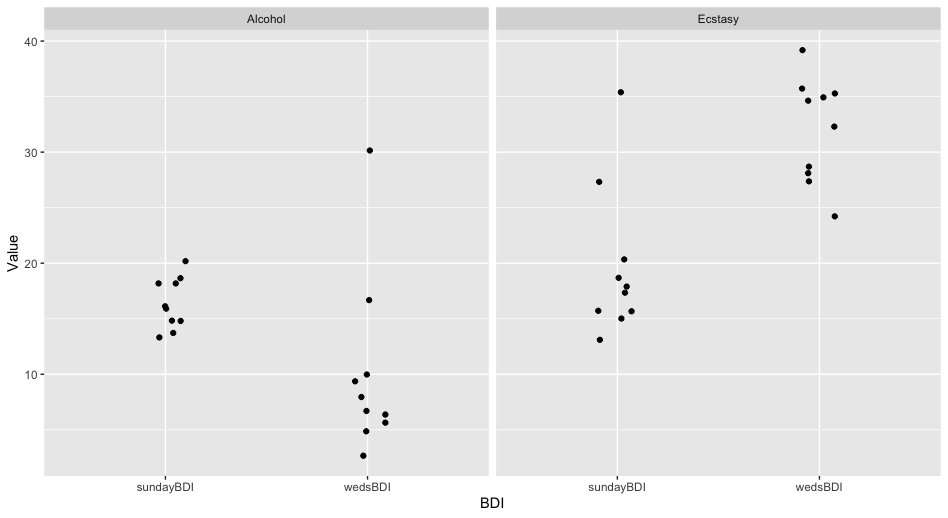 Alcohol
Ecstasy
Value
40
30
20
10
sundayBDI
wedsBDI
sundayBDI
wedsBDI
BDI